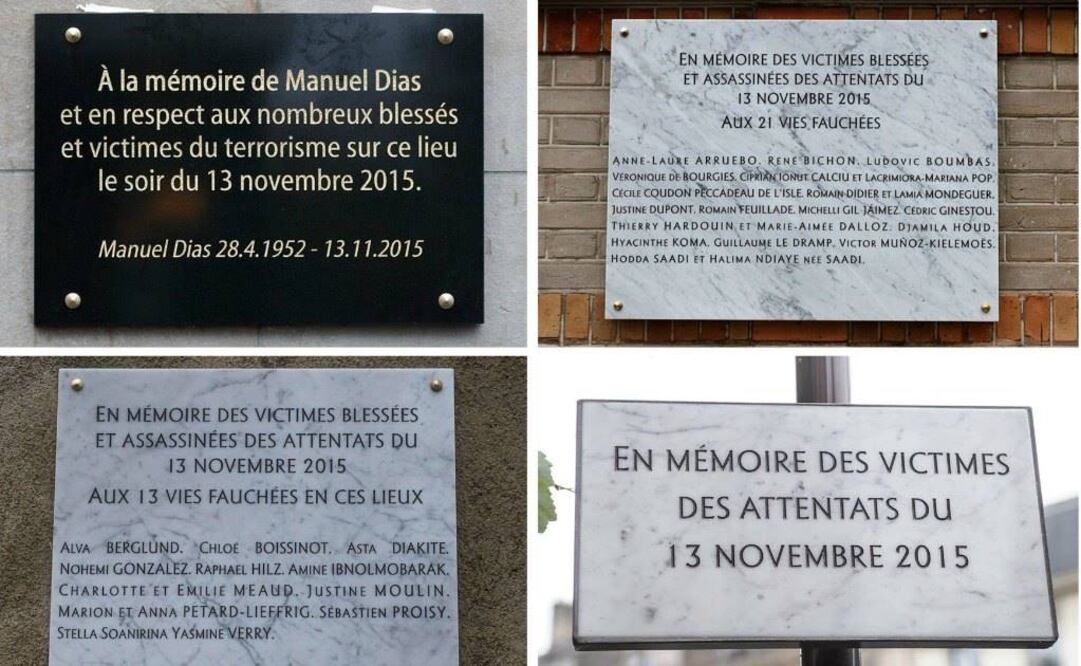 À la mémoire de Manuel Dias
et en respect aux nombreux blessés
et victimes du terrorisme sur ce lieu
le soir du 13 novembre 2015.
Manuel Dias 28.4.1952 - 13.11.2015
EN MÉMOIRE DES VICTIMES BLESSÉES
ET ASSASSINÉES DES ATTENTATS DU
13 NOVEMBRE 2015
AUX 21 VIES FAUCHÉES
ANNE-LAURE ARRUEBO. RENÉ BICHON. LUDOVIC BOUMBAS.
VÉRONIQUE DE BOURGIES. CIPRIAN IONUT CALCIU ET LACRIMIORA-MARIANA POP.
CÉCILE COUDON PECCADEAU DE L'ISLE. ROMAIN DIDIER ET LAMIA MONDEGUER.
JUSTINE DUPONT. ROMAIN FEUILLADE. MICHELLI GIL JÁIMEZ. CÉDRIC GINESTOU.
THIERRY HARDOUIN ET MARIE-AIMÉE DALLOZ. DJAMILA HOUD.
HYACINTHE KOMA. GUILLAUME LE DRAMP. VICTOR MUÑOZ-KIELEMOËS.
HODDA SAADI ET HALIMA NDIAYE NÉE SAADI.
EN MÉMOIRE DES VICTIMES BLESSÉES
ET ASSASSINÉES DES ATTENTATS DU
13 NOVEMBRE 2015
AUX 13 VIES FAUCHÉES EN CES LIEUX
ALVA BERGLUND. CHLOÉ BOISSINOT. ASTA DIAKITE.
NOHEMI GONZALEZ. RAPHAEL HILZ. AMINE IBNOLMOBARAK.
CHARLOTTE ET EMILIE MEAUD. JUSTINE MOULIN.
MARION ET ANNA PÉTARD-LIEFFRIG. SÉBASTIEN PROISY.
STELLA SOANIRINA YASMINE VERRY.
EN MÉMOIRE DES VICTIMES
DES ATTENTATS DU
13 NOVEMBRE 2015